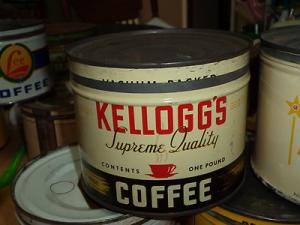 Lee
COFFEE
VACUUM PACKED
KELLOGG'S
Supreme Quality
CONTENTS ONE POUND
COFFEE